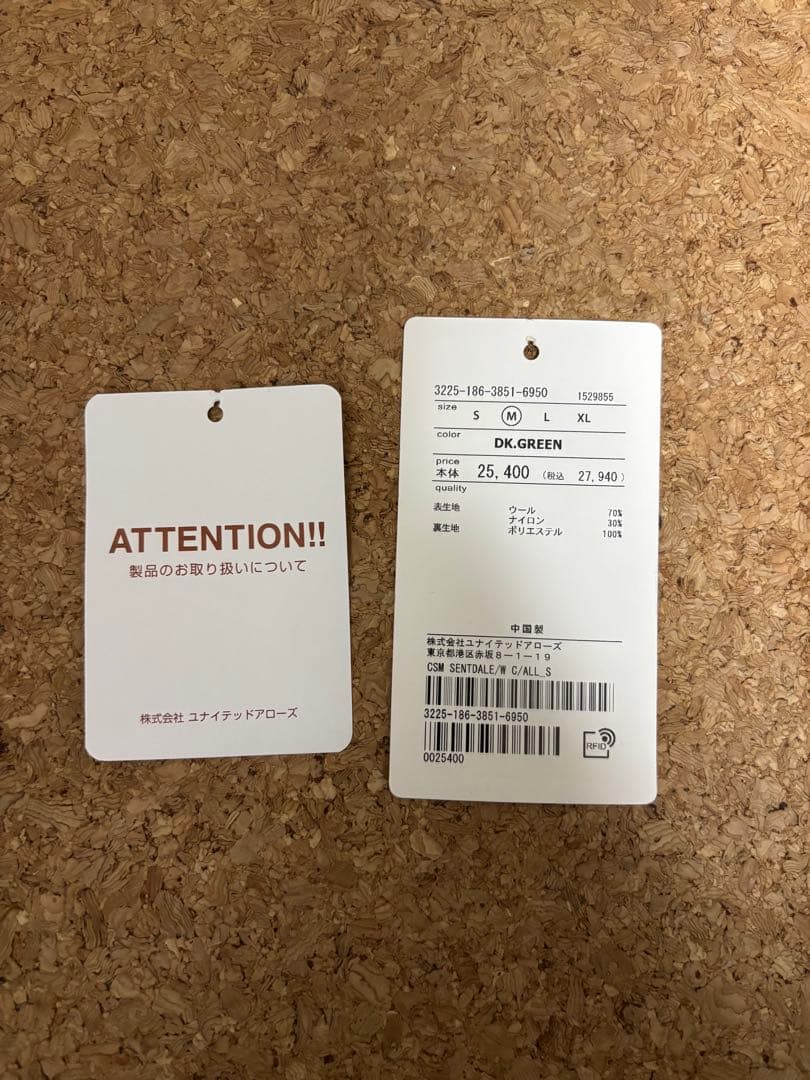 ATTENTION!!
製品のお取り扱いについて
株式会社 ユナイテッドアローズ
3225-186-3851-6950 1529855
size
S M L XL
color
DK.GREEN
price
本体 25,400 (税込 27,940)
quality
表生地 ウール 70%
ナイロン 30%
裏生地 ポリエステル 100%
中国製
株式会社ユナイテッドアローズ
東京都港区赤坂8-1-19
CSM SENTDALE/W C/ALL_S
3225-186-3851-6950
RFID
0025400